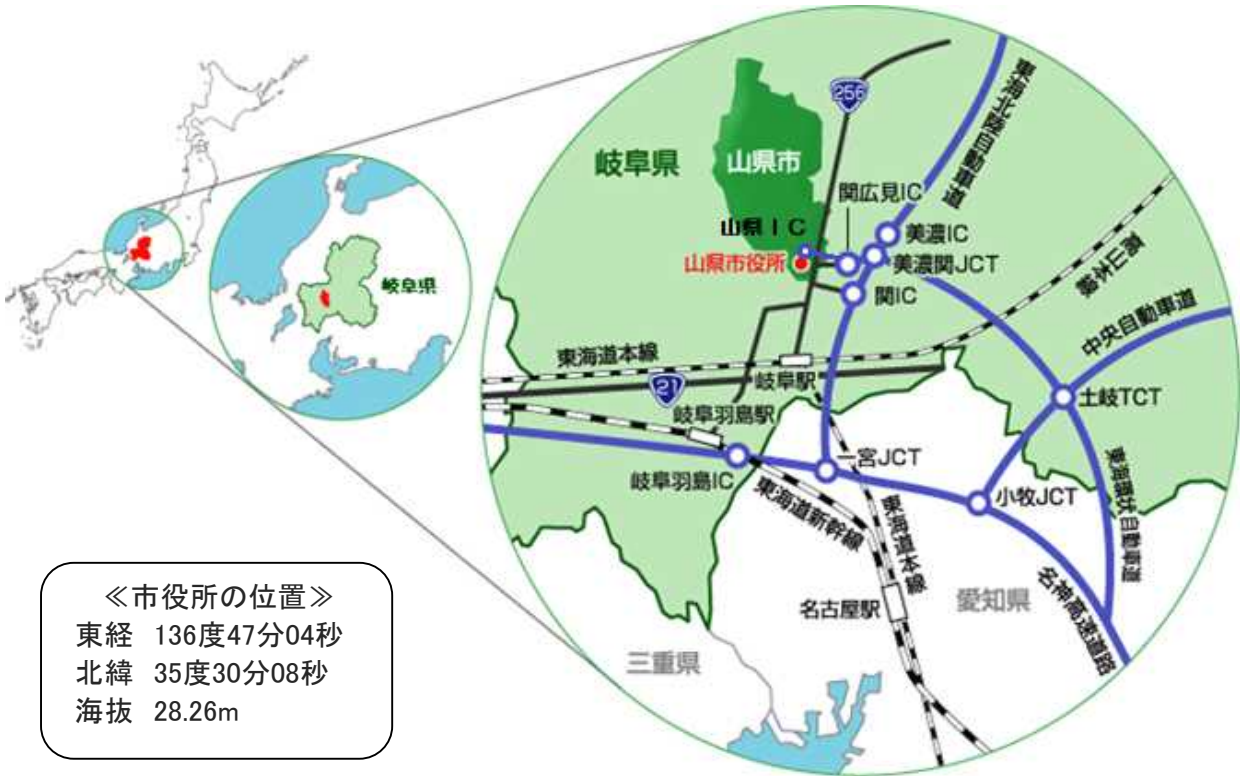 岐阜県
256
東海北陸自動車道
岐阜県
山県市
関広見IC
山県IC
美濃IC
山県市役所
美濃関JCT
高山本線
関IC
中央自動車道
東海道本線
岐阜駅
21
土岐TCT
岐阜羽島駅
一宮JCT
岐阜羽島IC
東海環状自動車道
小牧JCT
東海道新幹線
東海道本線
名古屋駅
愛知県
名神高速道路
三重県
≪市役所の位置≫
東経 136度47分04秒
北緯 35度30分08秒
海抜 28.26m